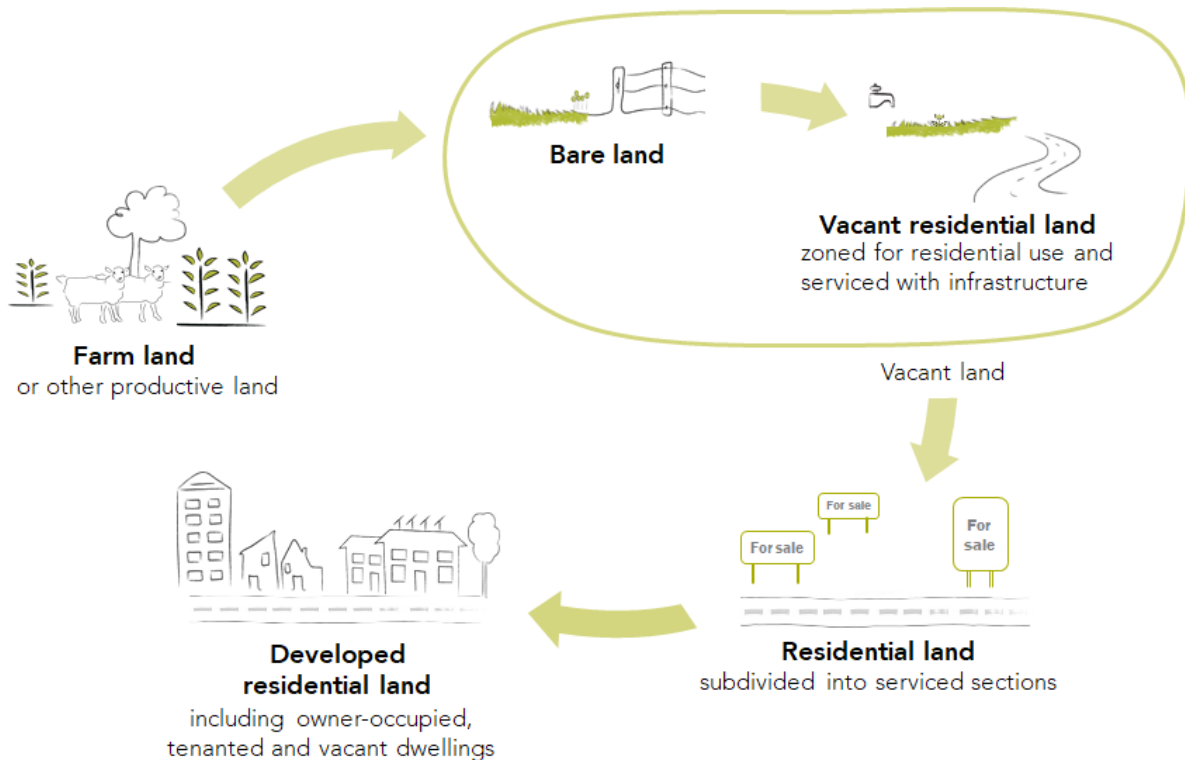 Bare land
Vacant residential land
zoned for residential use and
serviced with infrastructure
Farm land
or other productive land
Vacant land
For sale
For sale
For
sale
Residential land
subdivided into serviced sections
Developed
residential land
including owner-occupied,
tenanted and vacant dwellings